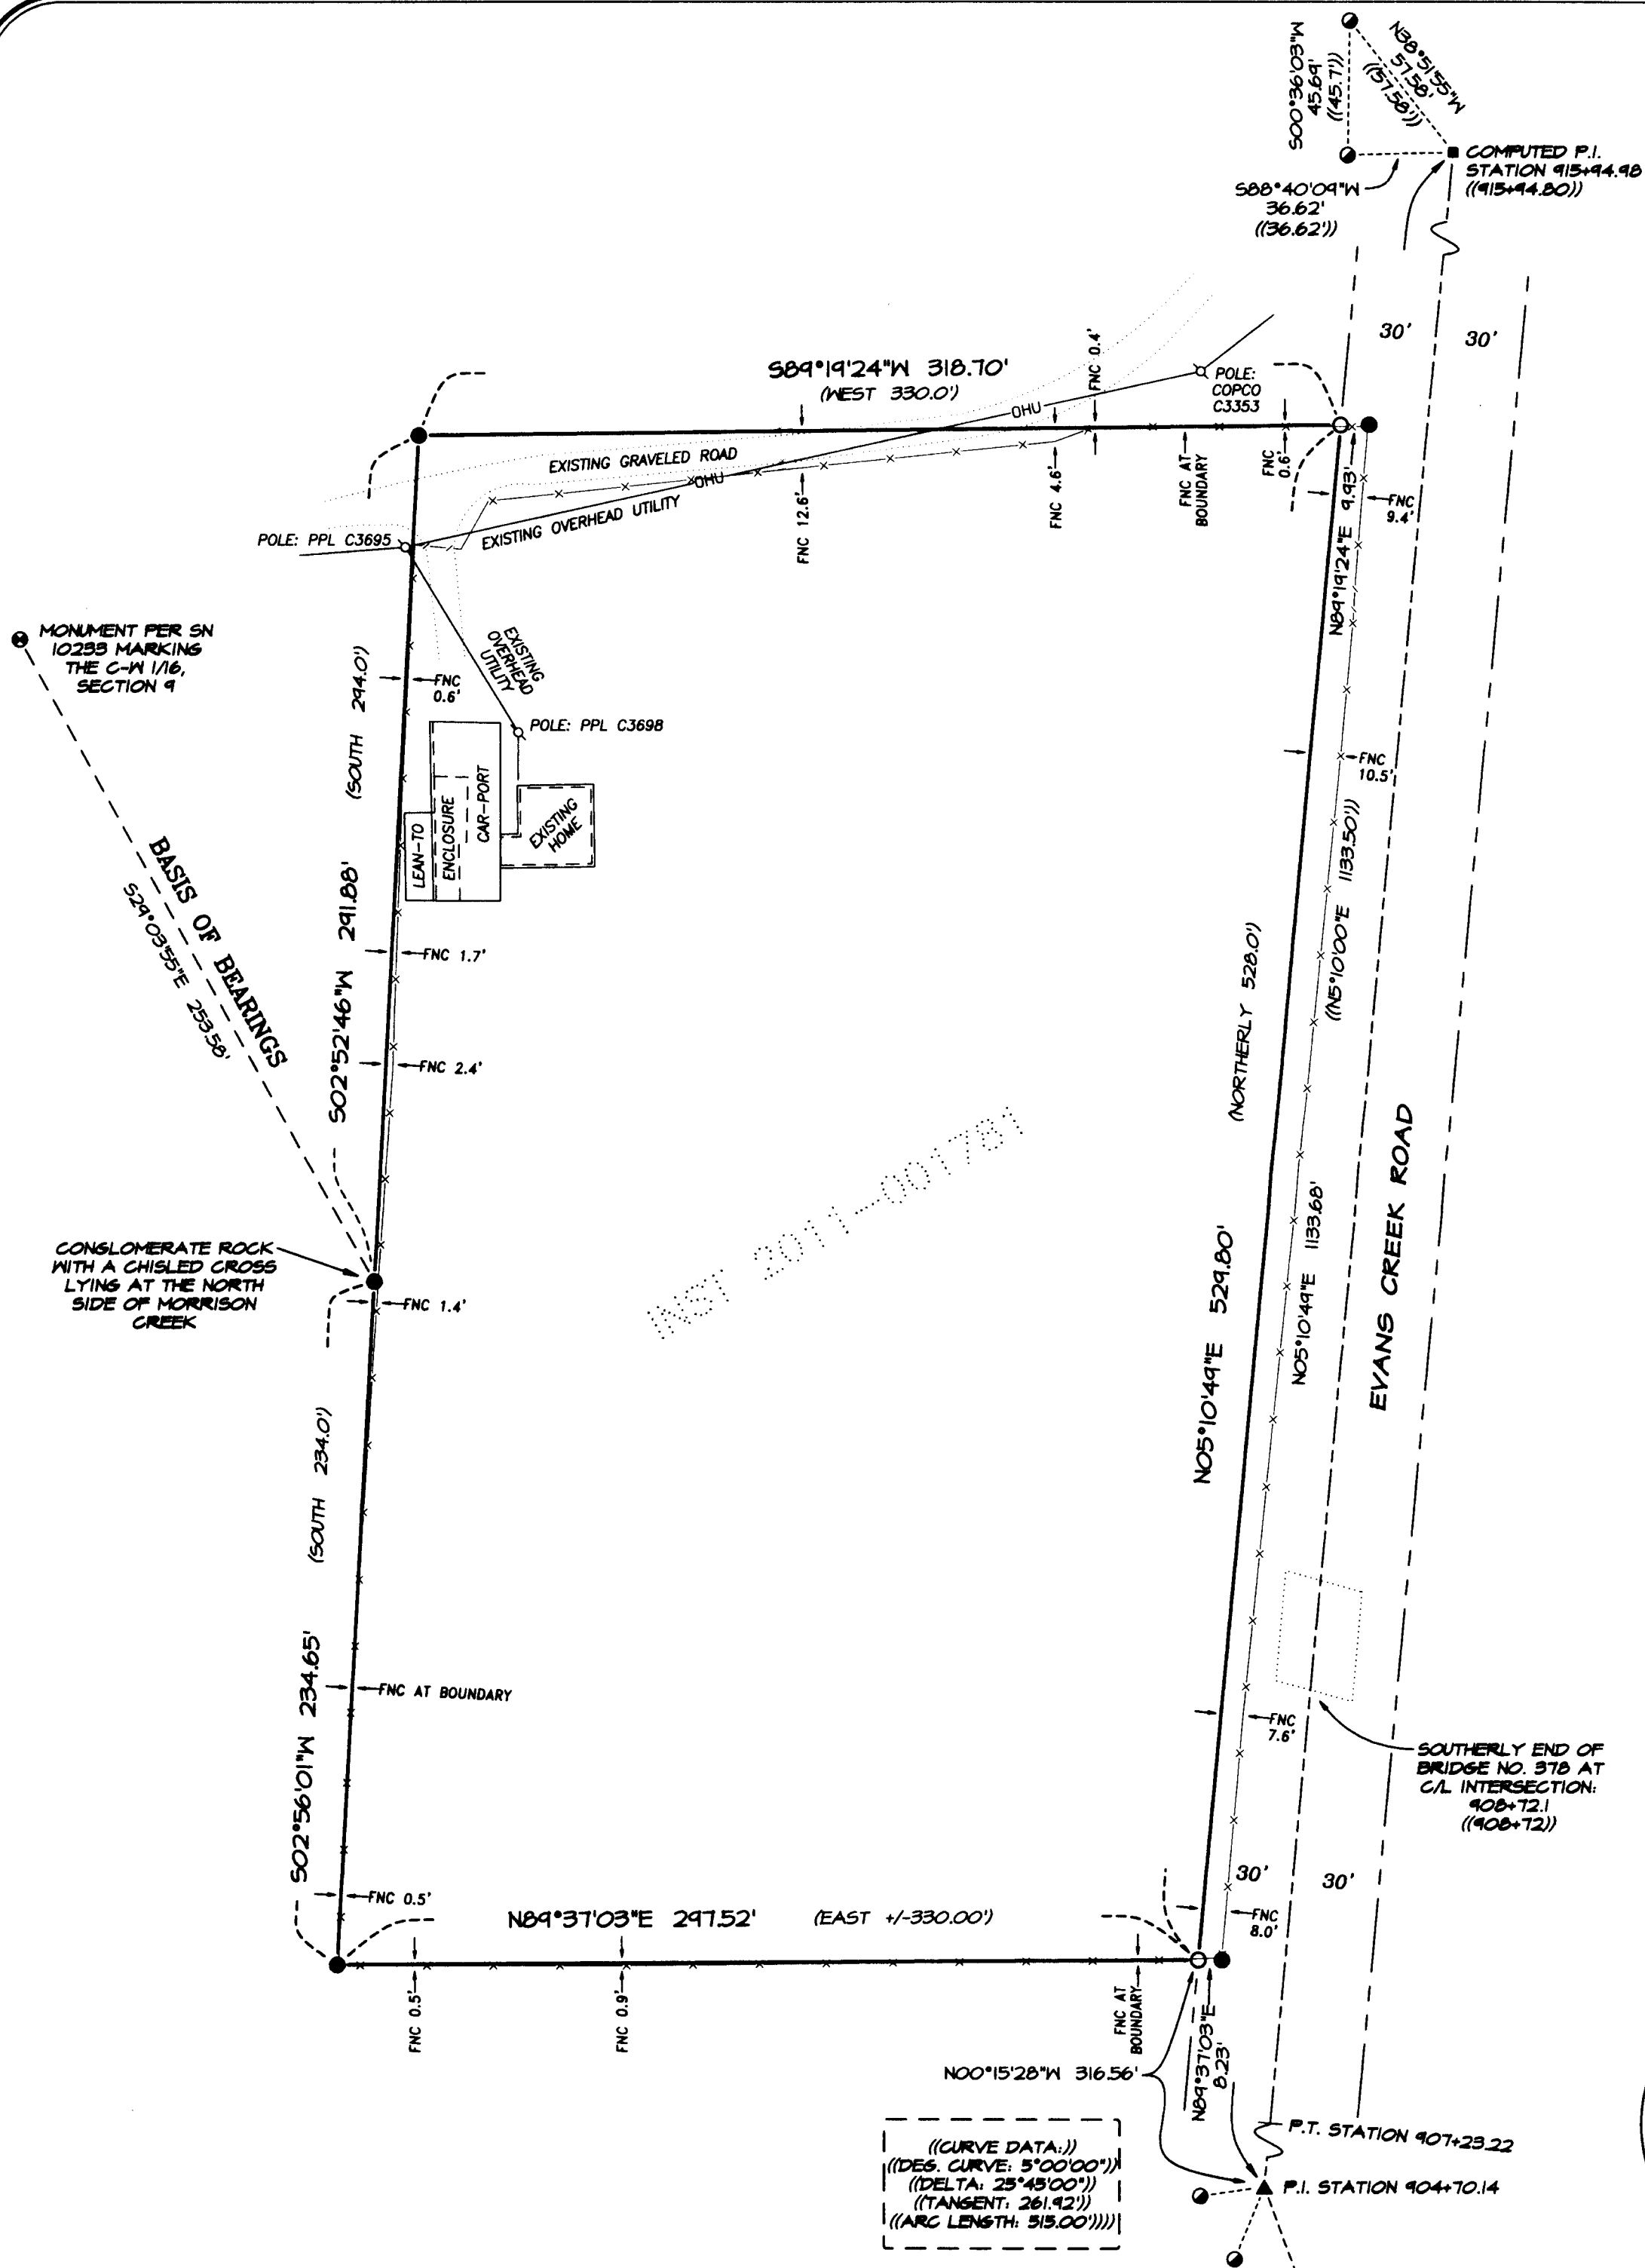 S00°36'03"W
45.69'
((45.7'))
N38°51'55"W
57.58'
((57.58'))
COMPUTED P.I.
STATION 915+94.98
((915+94.80))
S88°40'09"W
36.62'
((36.62'))
30'
30'
S89°19'24"W 318.70'
(WEST 330.0')
FNC 0.4'
POLE:
COPCO
C3353
OHU
EXISTING GRAVELED ROAD
OHU
EXISTING OVERHEAD UTILITY
FNC 12.6'
FNC 4.6'
FNC AT
BOUNDARY
FNC
0.6'
N89°19'24"E 9.93'
FNC
9.4'
POLE: PPL C3695
MONUMENT PER SN
10233 MARKING
THE C-W 1/16,
SECTION 9
(SOUTH 294.0')
FNC
0.6'
EXISTING
OVERHEAD
UTILITY
POLE: PPL C3698
LEAN-TO
ENCLOSURE
CAR-PORT
EXISTING
HOME
FNC
10.5'
((N5°10'00"E 1133.50'))
BASIS OF BEARINGS
S29°03'55"E 253.58'
S02°52'46"W 291.88'
FNC 1.7'
FNC 2.4'
(NORTHERLY 528.0')
INST 2011-001781
EVANS CREEK ROAD
N05°10'49"E 1133.68'
N05°10'49"E 529.80'
CONGLOMERATE ROCK
WITH A CHISLED CROSS
LYING AT THE NORTH
SIDE OF MORRISON
CREEK
FNC 1.4'
(SOUTH 234.0')
S02°56'01"W 234.65'
FNC AT BOUNDARY
FNC
7.6'
SOUTHERLY END OF
BRIDGE NO. 378 AT
C/L INTERSECTION:
908+72.1
((908+72))
30'
30'
FNC 0.5'
N89°37'03"E 297.52'
(EAST +/-330.00')
FNC
8.0'
FNC 0.5'
FNC 0.9'
FNC AT
BOUNDARY
N89°37'03"E
8.23'
N00°15'28"W 316.56'
P.T. STATION 907+23.22
P.I. STATION 904+70.14
((CURVE DATA:))
((DEG. CURVE: 5°00'00"))
((DELTA: 25°45'00"))
((TANGENT: 261.92'))
((ARC LENGTH: 515.00'))))